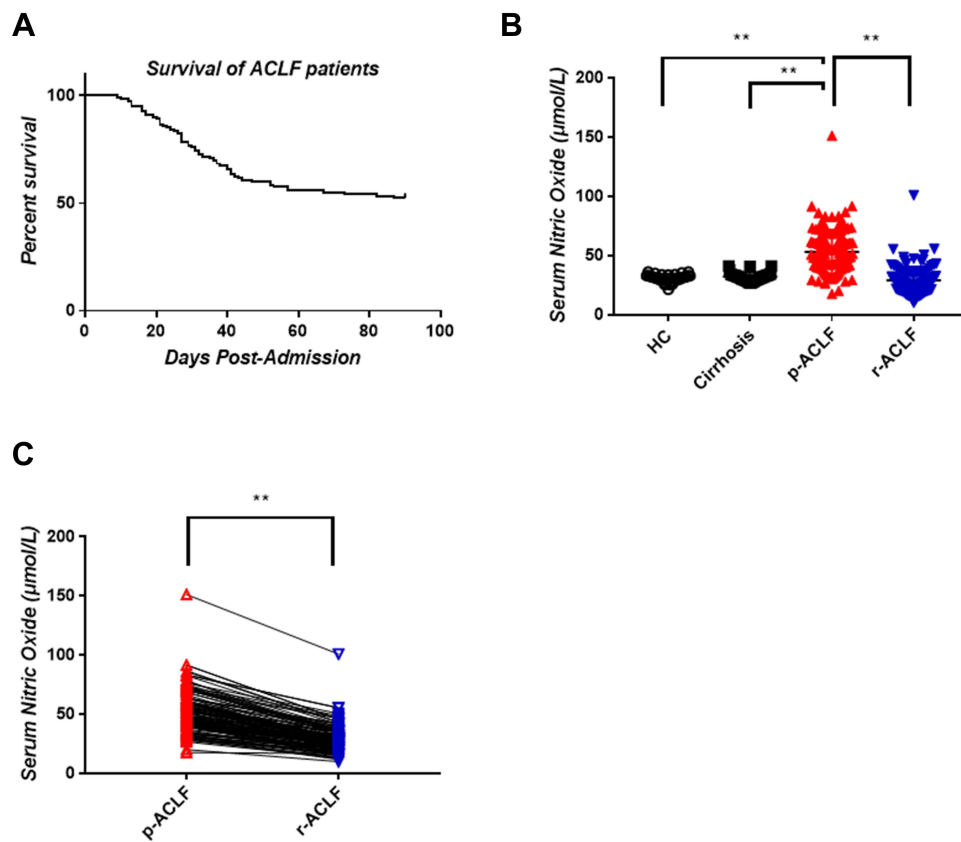 A
Survival of ACLF patients
Percent survival
100
50
0
0 20 40 60 80 100
Days Post-Admission
B
** **
**
Serum Nitric Oxide (µmol/L)
200
150
100
50
0
HC Cirrhosis p-ACLF r-ACLF
C
**
Serum Nitric Oxide (µmol/L)
200
150
100
50
0
p-ACLF r-ACLF